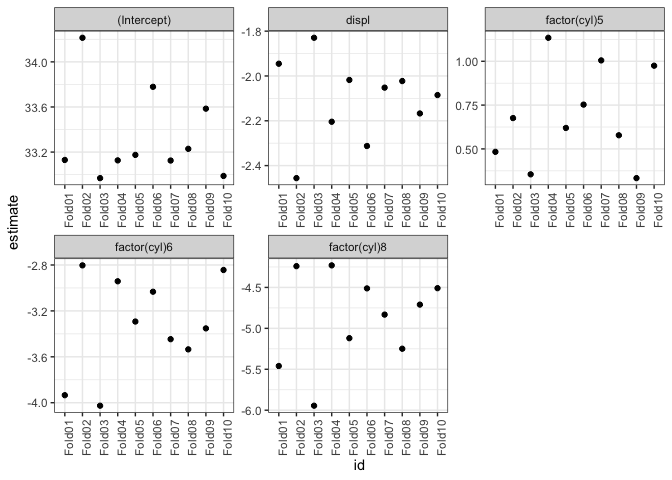 (Intercept)
displ
factor(cyl)5
34.0
33.6
33.2
-1.8
-2.0
-2.2
-2.4
1.00
0.75
0.50
Fold01 Fold02 Fold03 Fold04 Fold05 Fold06 Fold07 Fold08 Fold09 Fold10
Fold01 Fold02 Fold03 Fold04 Fold05 Fold06 Fold07 Fold08 Fold09 Fold10
Fold01 Fold02 Fold03 Fold04 Fold05 Fold06 Fold07 Fold08 Fold09 Fold10
estimate
factor(cyl)6
factor(cyl)8
-2.8
-3.2
-3.6
-4.0
-4.5
-5.0
-5.5
-6.0
Fold01 Fold02 Fold03 Fold04 Fold05 Fold06 Fold07 Fold08 Fold09 Fold10
Fold01 Fold02 Fold03 Fold04 Fold05 Fold06 Fold07 Fold08 Fold09 Fold10
id